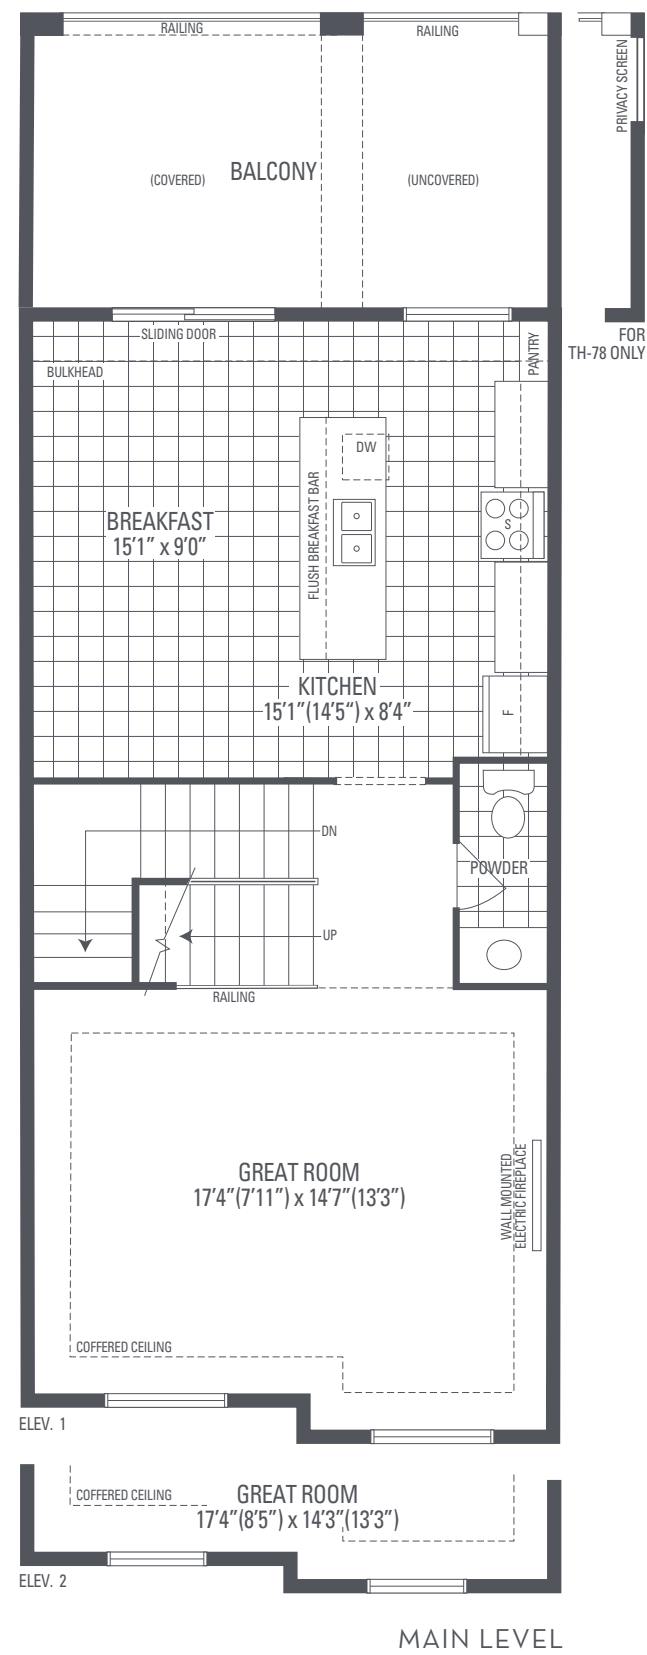 RAILING
RAILING
PRIVACY SCREEN
BALCONY
(COVERED)
(UNCOVERED)
SLIDING DOOR
FOR
TH-78 ONLY
PANTRY
BULKHEAD
DW
FLUSH BREAKFAST BAR
BREAKFAST
15'1" x 9'0"
S
KITCHEN
15'1"(14'5") x 8'4"
F
DN
POWDER
UP
RAILING
GREAT ROOM
17'4"(7'11") x 14'7"(13'3")
WALL MOUNTED
ELECTRIC FIREPLACE
COFFERED CEILING
ELEV. 1
COFFERED CEILING
GREAT ROOM
17'4"(8'5") x 14'3"(13'3")
ELEV. 2
MAIN LEVEL